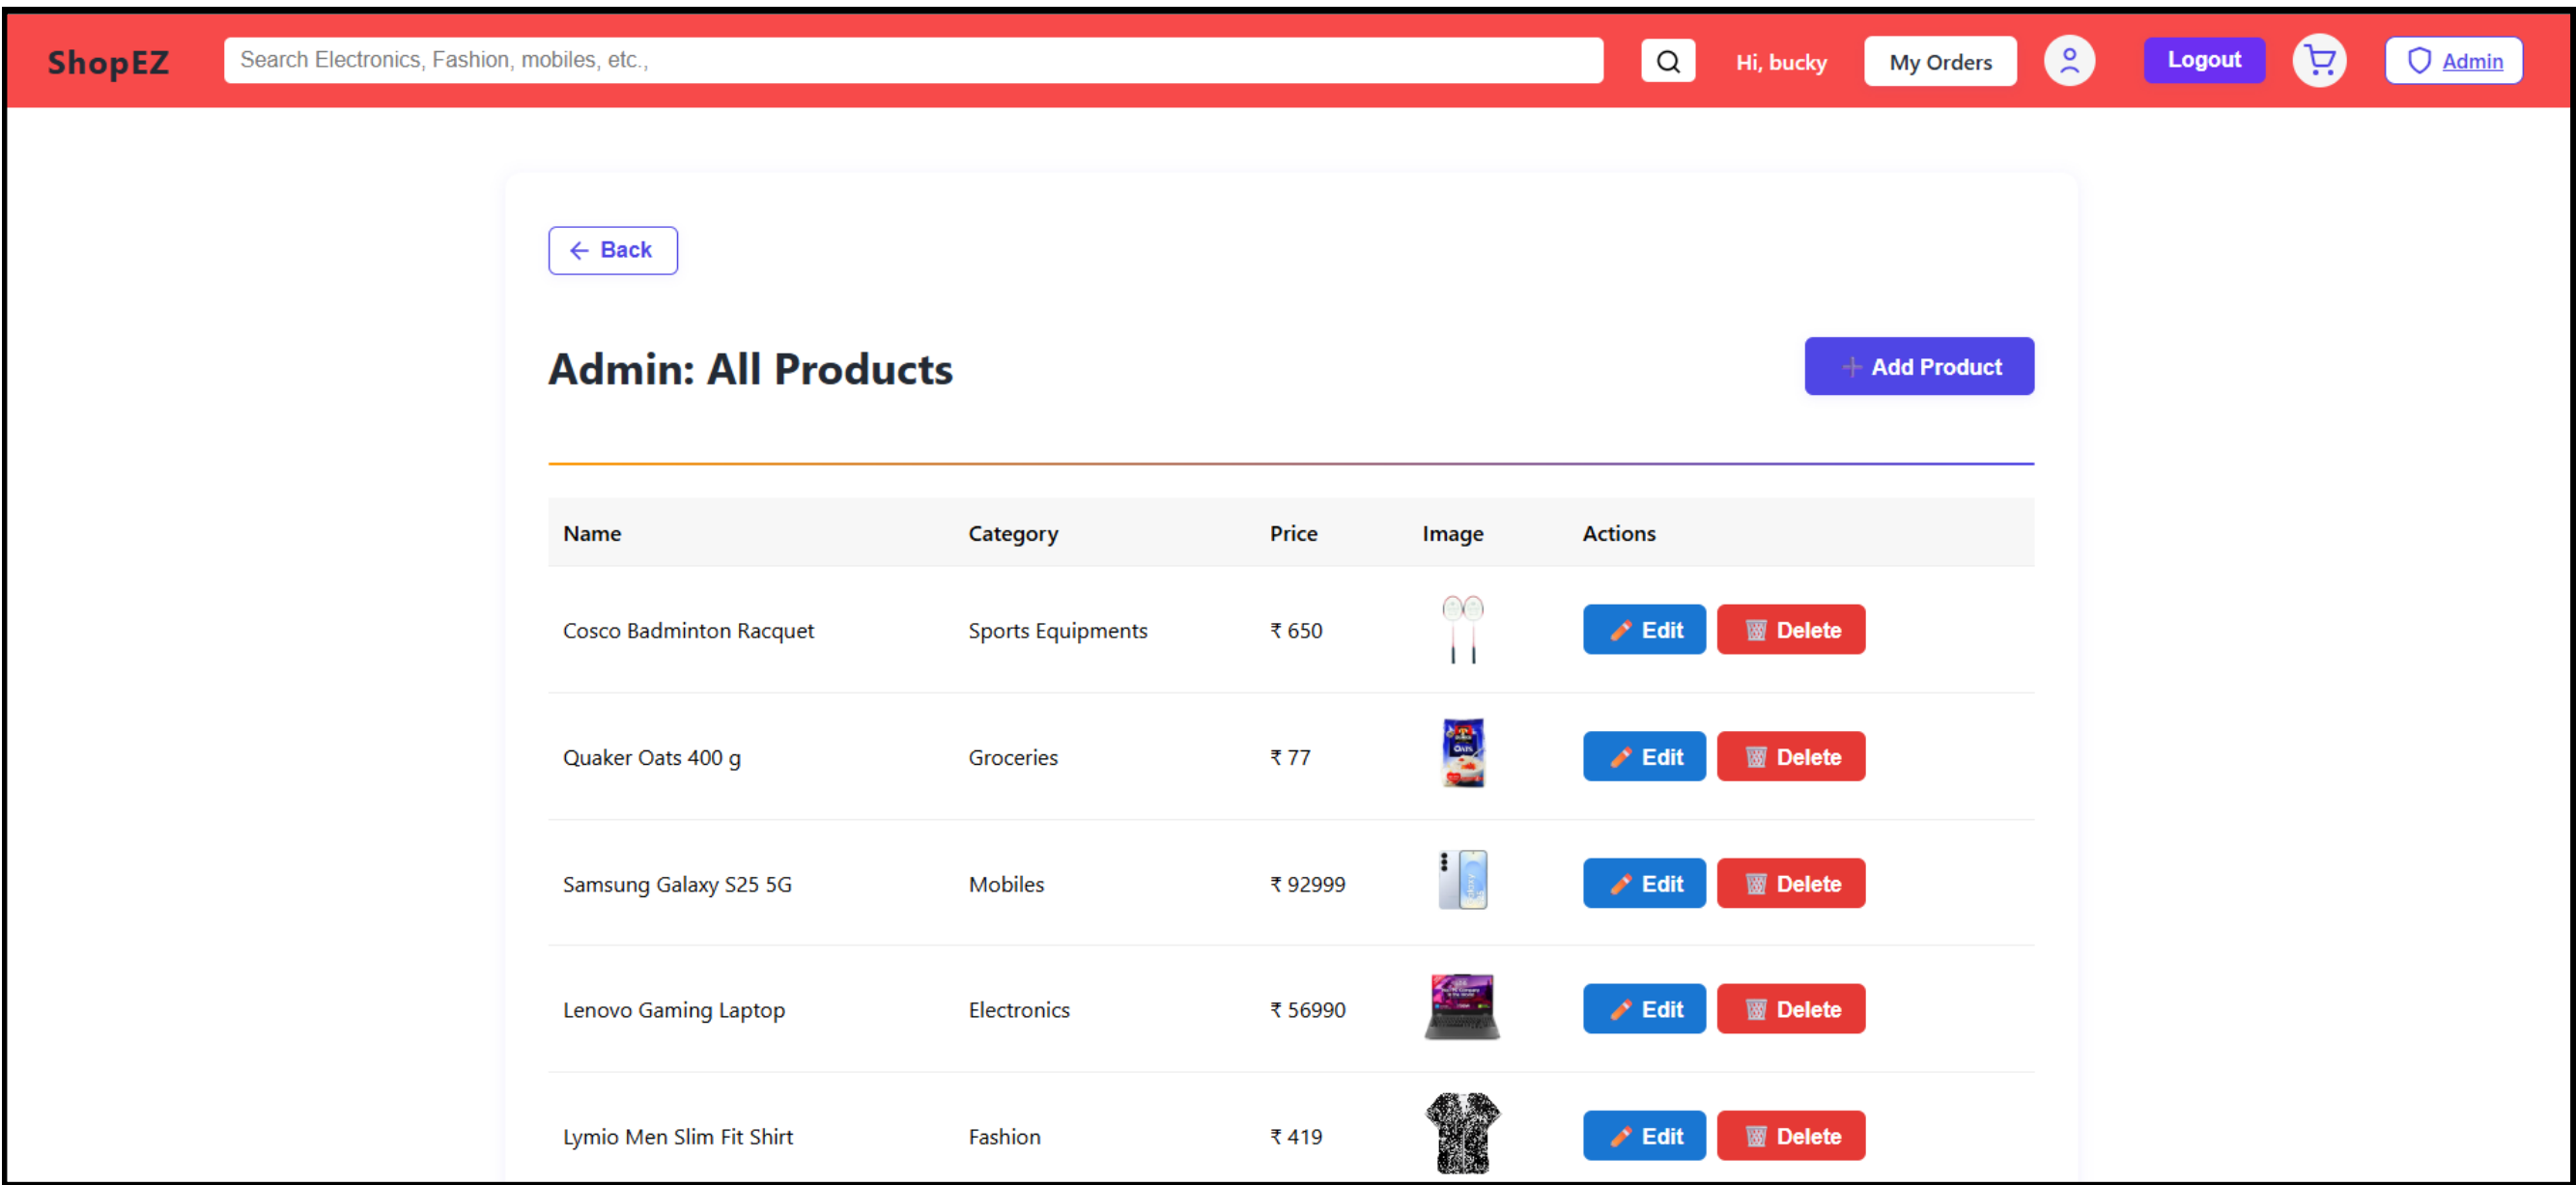 ShopEZ Search Electronics, Fashion, mobiles, etc., Hi, bucky My Orders Logout Admin
Back
Admin: All Products Add Product
Name Category Price Image Actions
Cosco Badminton Racquet Sports Equipments ₹ 650 Edit Delete
Quaker Oats 400 g Groceries ₹ 77 Edit Delete
Samsung Galaxy S25 5G Mobiles ₹ 92999 Edit Delete
Lenovo Gaming Laptop Electronics ₹ 56990 Edit Delete
Lymio Men Slim Fit Shirt Fashion ₹ 419 Edit Delete